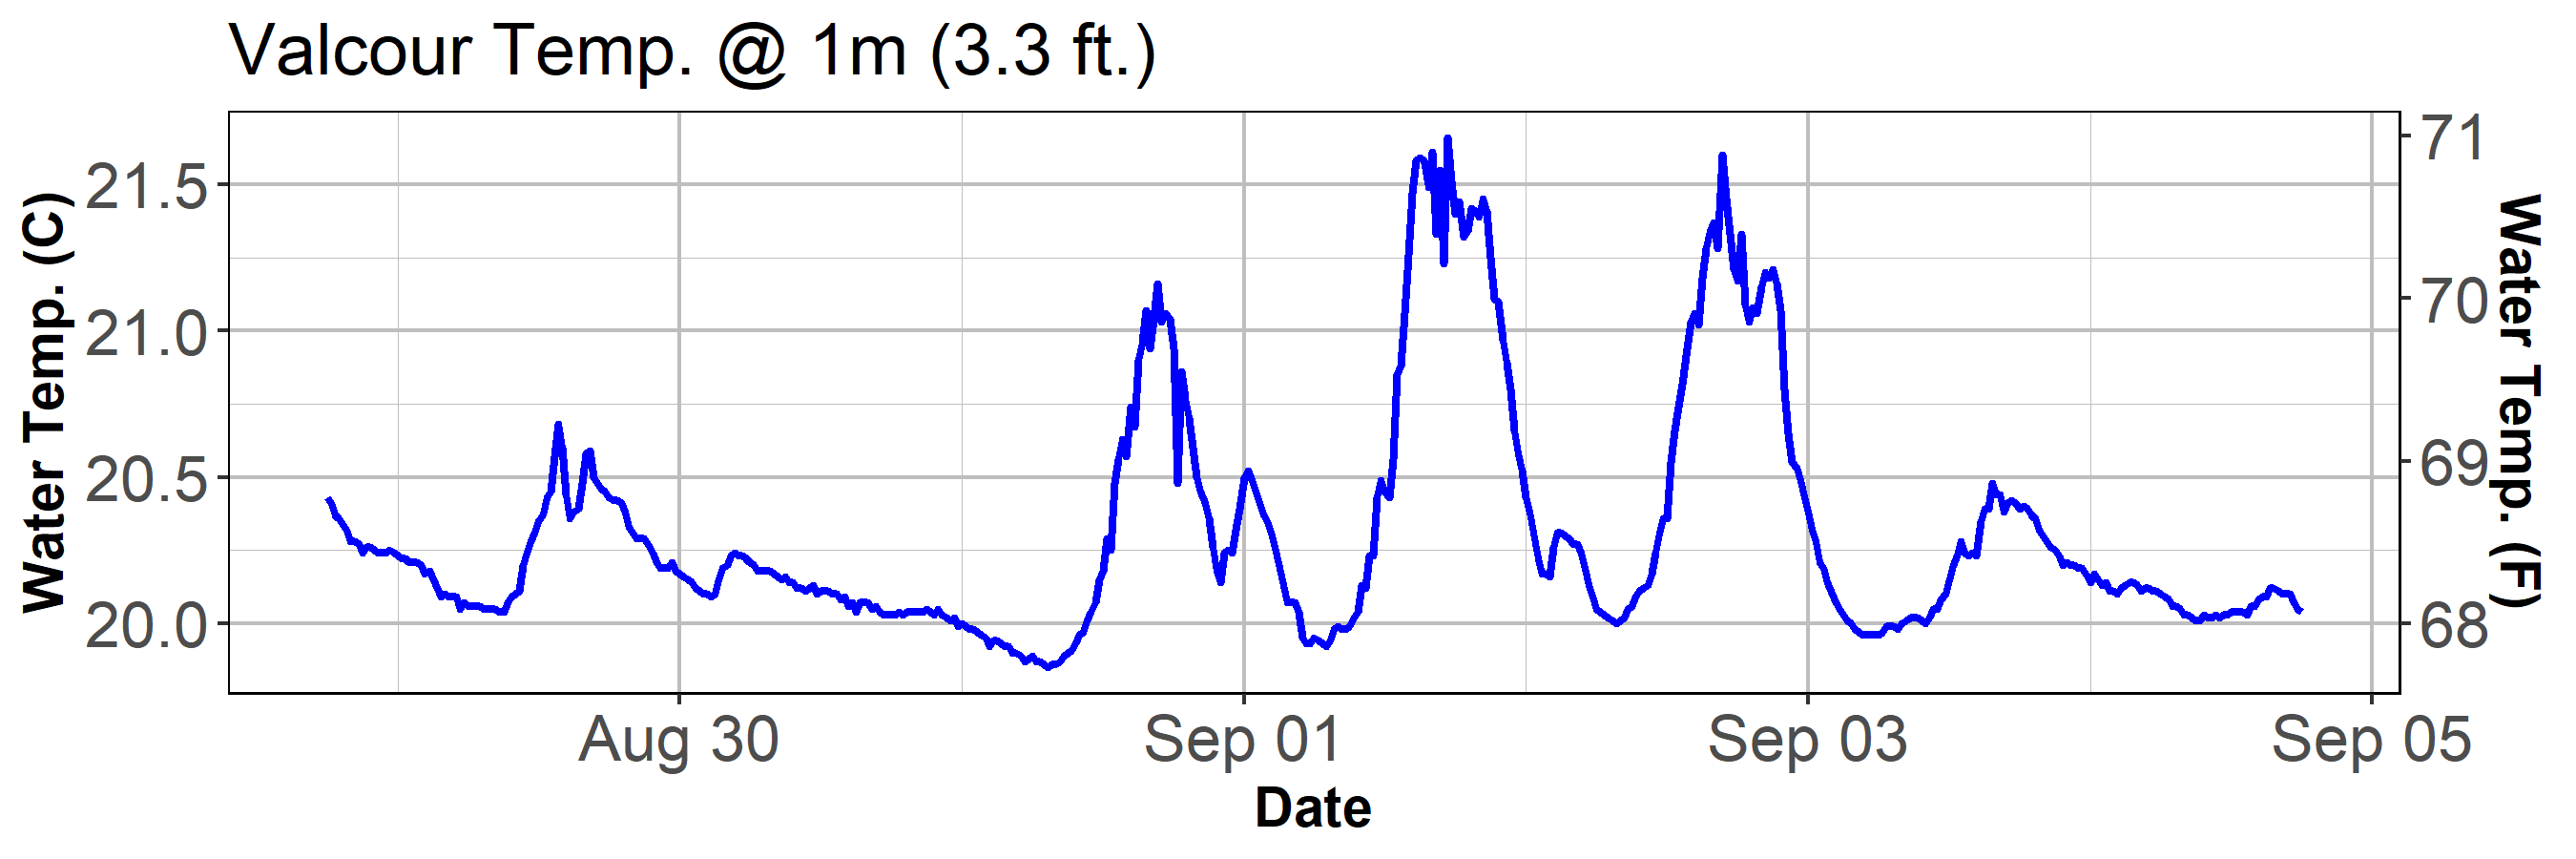 Valcour Temp. @ 1m (3.3 ft.)
Water Temp. (C)
21.5
21.0
20.5
20.0
71
70
69
68
Water Temp. (F)
Aug 30
Sep 01
Sep 03
Sep 05
Date